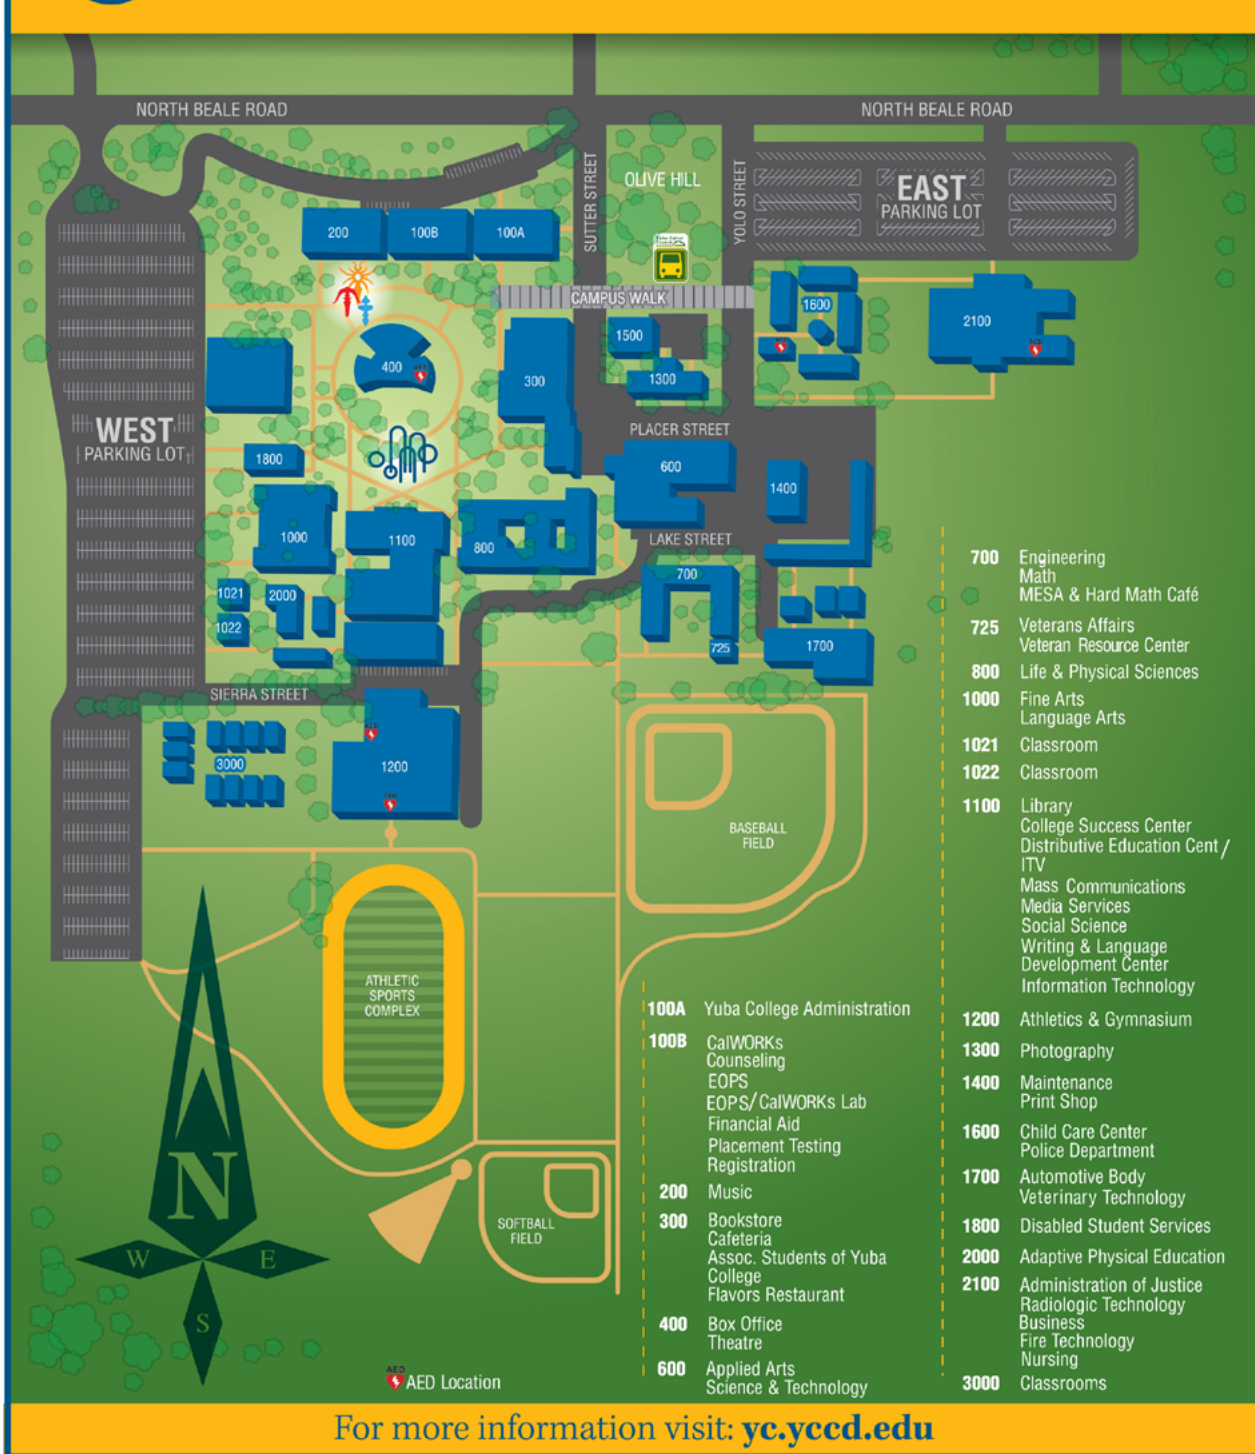 NORTH BEALE ROAD
NORTH BEALE ROAD
SUTTER STREET
OLIVE HILL
YOLO STREET
EAST
PARKING LOT
200
100B
100A
CAMPUS WALK
1600
2100
AED
AED
1500
400
AED
300
1300
WEST
PARKING LOT
PLACER STREET
1800
600
1400
1000
1100
800
LAKE STREET
700
1021
2000
1022
725
1700
SIERRA STREET
AED
3000
1200
AED
BASEBALL
FIELD
ATHLETIC
SPORTS
COMPLEX
SOFTBALL
FIELD
N
W
E
S
AED
AED Location
100A Yuba College Administration
100B CalWORKs
Counseling
EOPS
EOPS/CalWORKs Lab
Financial Aid
Placement Testing
Registration
200 Music
300 Bookstore
Cafeteria
Assoc. Students of Yuba
College
Flavors Restaurant
400 Box Office
Theatre
600 Applied Arts
Science & Technology
700 Engineering
Math
MESA & Hard Math Café
725 Veterans Affairs
Veteran Resource Center
800 Life & Physical Sciences
1000 Fine Arts
Language Arts
1021 Classroom
1022 Classroom
1100 Library
College Success Center
Distributive Education Cent/
ITV
Mass Communications
Media Services
Social Science
Writing & Language
Development Center
Information Technology
1200 Athletics & Gymnasium
1300 Photography
1400 Maintenance
Print Shop
1600 Child Care Center
Police Department
1700 Automotive Body
Veterinary Technology
1800 Disabled Student Services
2000 Adaptive Physical Education
2100 Administration of Justice
Radiologic Technology
Business
Fire Technology
Nursing
3000 Classrooms
For more information visit: yc.yccd.edu